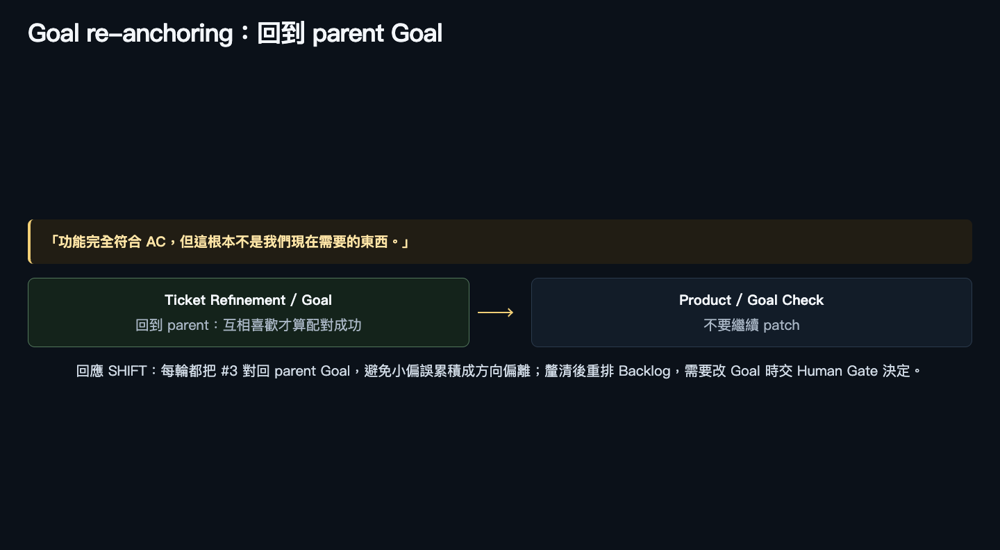 Goal re-anchoring：回到 parent Goal
「功能完全符合 AC，但這根本不是我們現在需要的東西。」
Ticket Refinement / Goal
回到 parent：互相喜歡才算配對成功
Product / Goal Check
不要繼續 patch
回應 SHIFT：每輪都把 #3 對回 parent Goal，避免小偏誤累積成方向偏離；釐清後重排 Backlog，需要改 Goal 時交 Human Gate 決定。